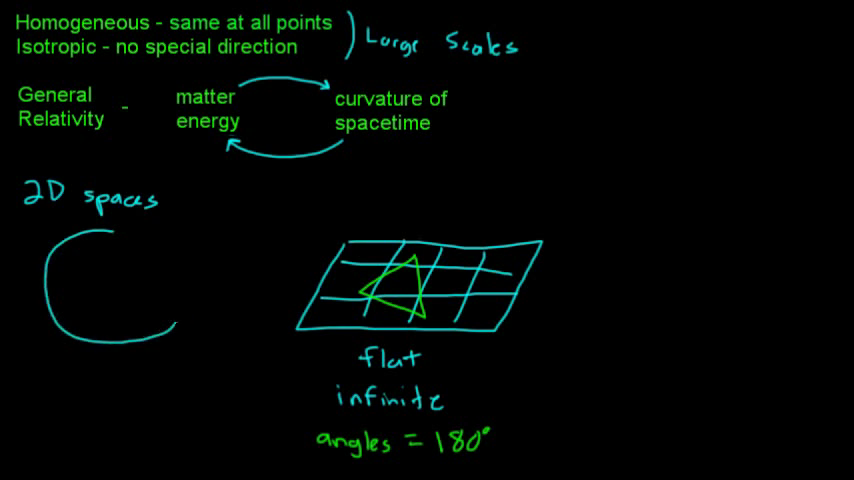 Homogeneous - same at all points
Isotropic - no special direction
Large Scales
General Relativity -
matter energy
curvature of spacetime
2D spaces
flat
infinite
angles = 180°